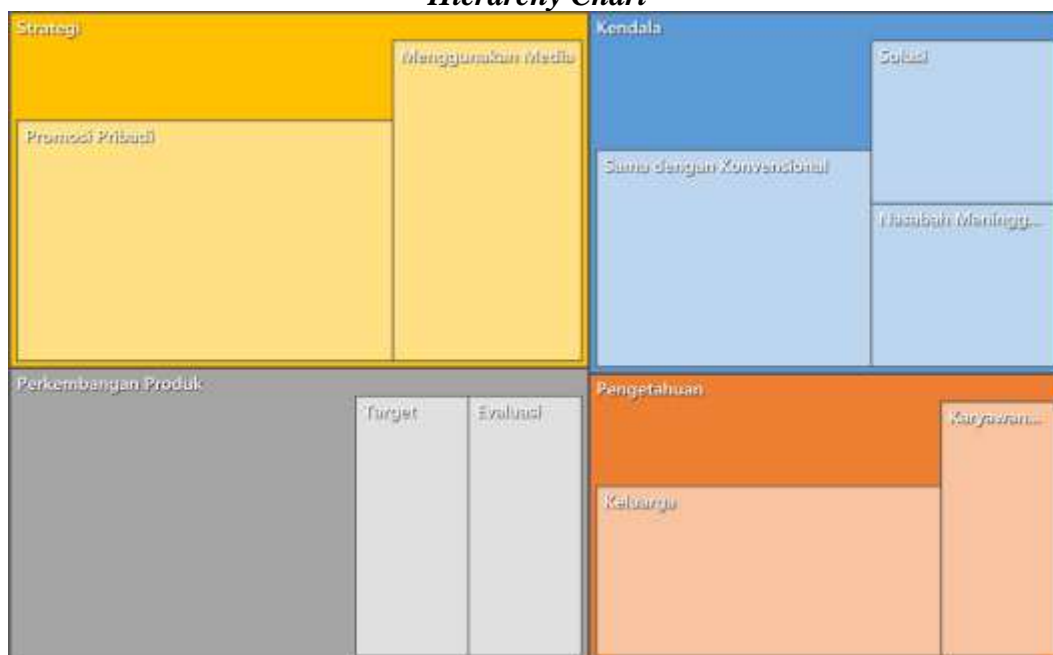 Hierarchy Chart
Strategi
Menggunakan Media
Promosi Pribadi
Kendala
Solusi
Sama dengan Konvensional
Nasabah Meningg...
Perkembangan Produk
Target
Evaluasi
Pengetahuan
Karyawan...
Keluarga